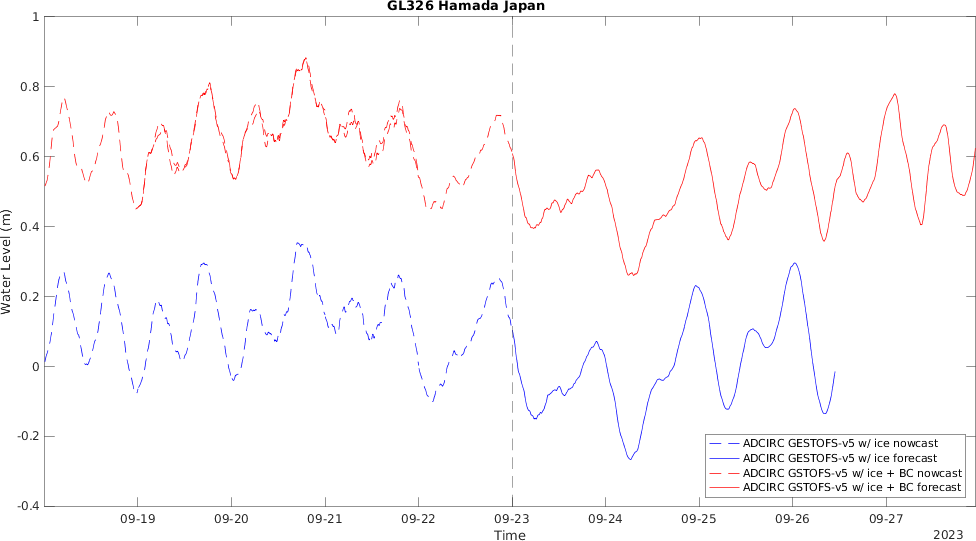 GL326 Hamada Japan
1
0.8
0.6
0.4
0.2
0
-0.2
-0.4
Water Level (m)
ADCIRC GESTOFS-v5 w/ ice nowcast
ADCIRC GESTOFS-v5 w/ ice forecast
ADCIRC GSTOFS-v5 w/ ice + BC nowcast
ADCIRC GSTOFS-v5 w/ ice + BC forecast
09-19 09-20 09-21 09-22 09-23 09-24 09-25 09-26 09-27
Time
2023